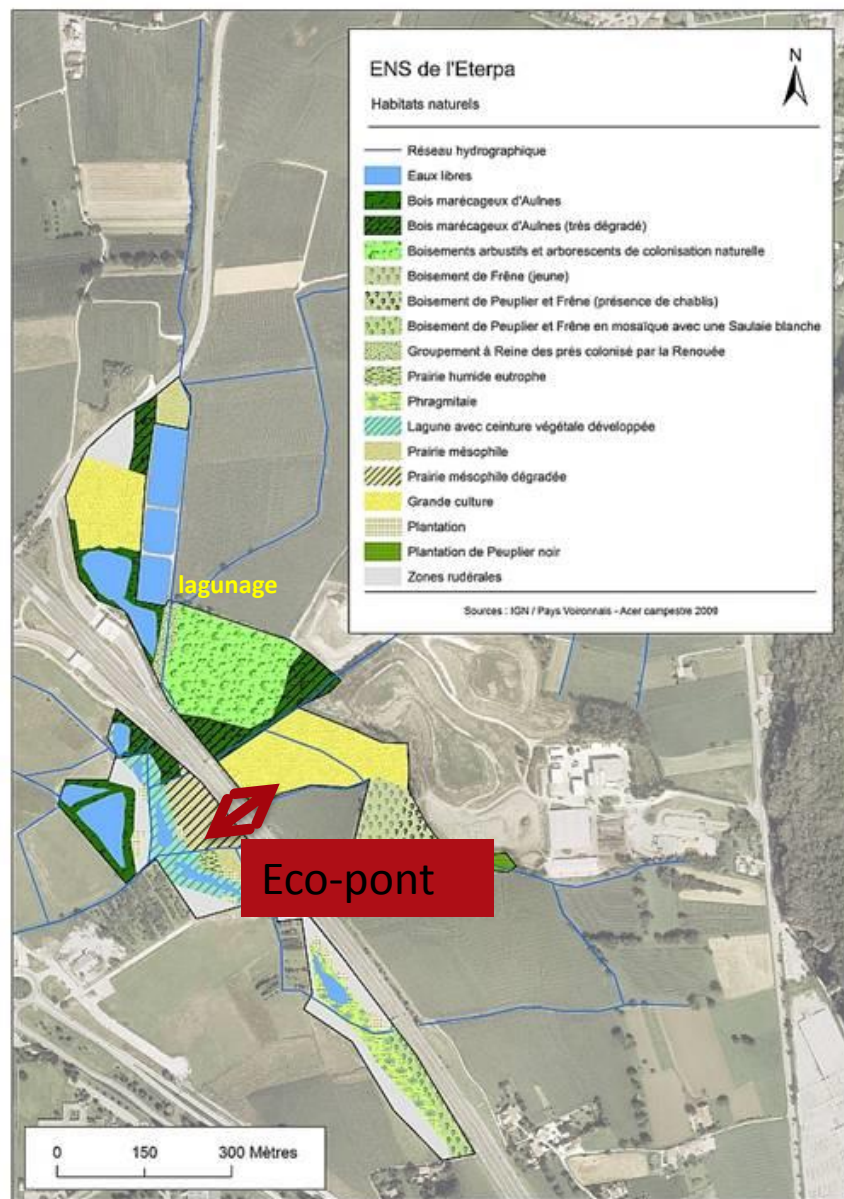 ENS de l'Eterpa
N
Habitats naturels
Réseau hydrographique
Eaux libres
Bois marécageux d'Aulnes
Bois marécageux d'Aulnes (très dégradé)
Boisements arbustifs et arborescents de colonisation naturelle
Boisement de Frêne (jeune)
Boisement de Peuplier et Frêne (présence de chablis)
Boisement de Peuplier et Frêne en mosaïque avec une Saulaie blanche
Groupement à Reine des prés colonisé par la Renouée
Prairie humide eutrophe
Phragmitaie
Lagune avec ceinture végétale développée
Prairie mésophile
Prairie mésophile dégradée
Grande culture
Plantation
Plantation de Peuplier noir
Zones rudérales
Sources : IGN / Pays Voironnais - Acer campestre 2009
lagunage
Eco-pont
0 150 300 Mètres